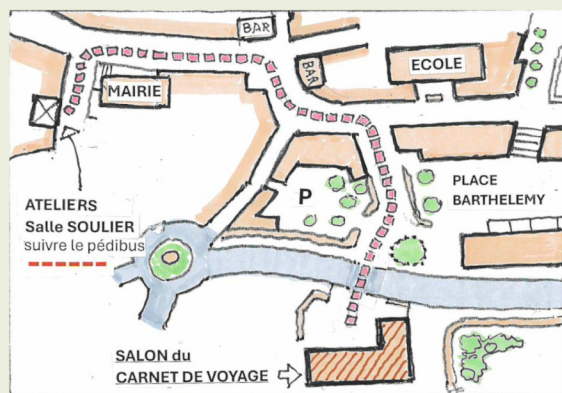 BAR
BAR
ECOLE
MAIRIE
P
PLACE
BARTHELEMY
ATELIERS
Salle SOULIER
suivre le pédibus
SALON du
CARNET DE VOYAGE